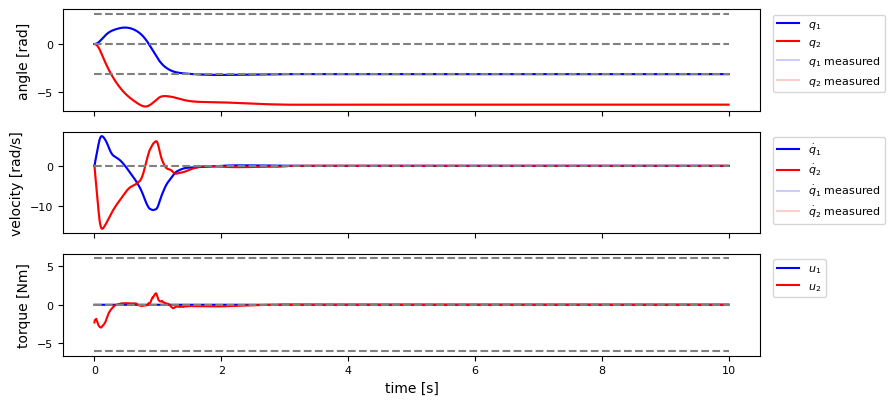 angle [rad]
0
−5
q₁
q₂
q₁ measured
q₂ measured
velocity [rad/s]
0
−10
q̇₁
q₂
q̇₁ measured
q̇₂ measured
torque [Nm]
5
0
−5
u₁
u₂
0 2 4 6 8 10
time [s]